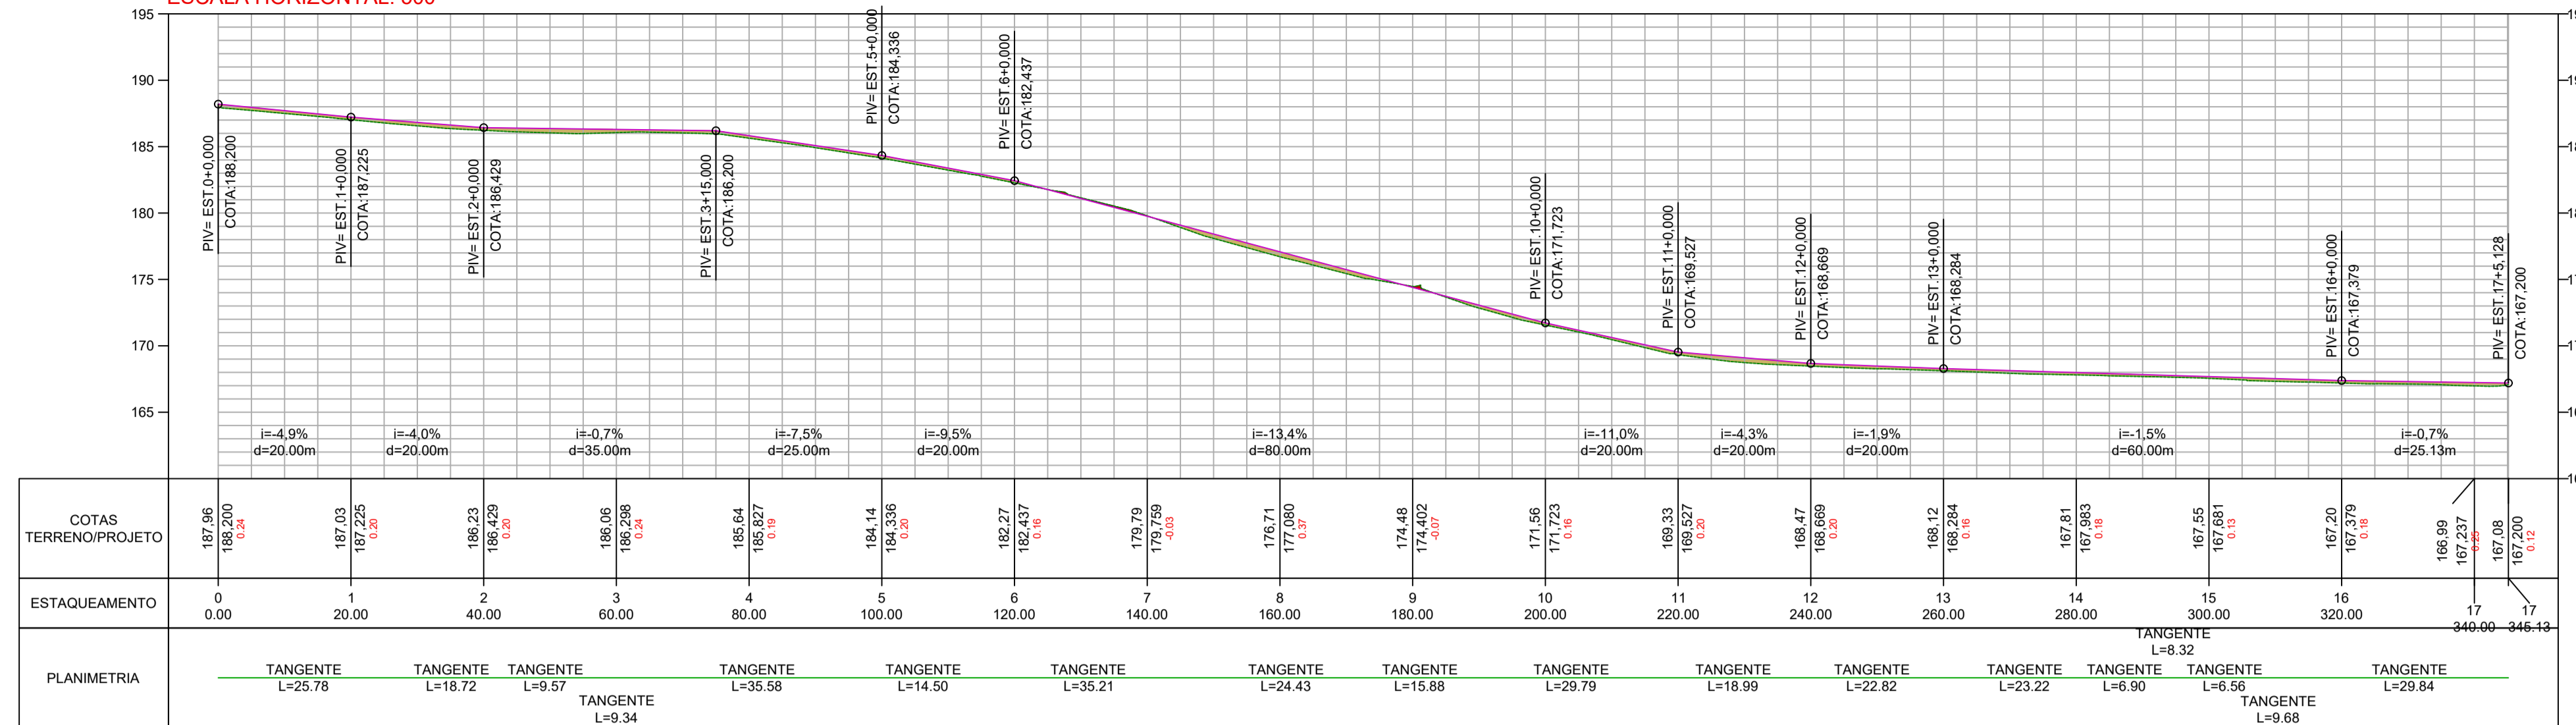 195
190
185
180
175
170
165
PIV= EST.0+0,000
COTA:188,200
PIV= EST.1+0,000
COTA:187,225
PIV= EST.2+0,000
COTA:186,429
PIV= EST.3+15,000
COTA:186,200
PIV= EST.5+0,000
COTA:184,336
PIV= EST.6+0,000
COTA:182,437
PIV= EST.10+0,000
COTA:171,723
PIV= EST.11+0,000
COTA:169,527
PIV= EST.12+0,000
COTA:168,669
PIV= EST.13+0,000
COTA:168,284
PIV= EST.16+0,000
COTA:167,379
PIV= EST.17+5,128
COTA:167,200
i=-4,9%
d=20.00m
i=-4,0%
d=20.00m
i=-0,7%
d=35.00m
i=-7,5%
d=25.00m
i=-9,5%
d=20.00m
i=-13,4%
d=80.00m
i=-11,0%
d=20.00m
i=-4,3%
d=20.00m
i=-1,9%
d=20.00m
i=-1,5%
d=60.00m
i=-0,7%
d=25.13m
COTAS
TERRENO/PROJETO
187,96
188,200
0.24
187,03
187,225
0.20
186,23
186,429
0.20
186,06
186,298
0.24
185,64
185,827
0.19
184,14
184,336
0.20
182,27
182,437
0.16
179,79
179,759
-0.03
176,71
177,080
0.37
174,48
174,402
-0.07
171,56
171,723
0.16
169,33
169,527
0.20
168,47
168,669
0.20
168,12
168,284
0.16
167,81
167,983
0.18
167,55
167,681
0.13
167,20
167,379
0.18
166,99
167,237
0.25
167,08
167,200
0.12
ESTAQUEAMENTO
0 1 2 3 4 5 6 7 8 9 10 11 12 13 14 15 16 17 17
0.00 20.00 40.00 60.00 80.00 100.00 120.00 140.00 160.00 180.00 200.00 220.00 240.00 260.00 280.00 300.00 320.00 340.00 345.13
PLANIMETRIA
TANGENTE
L=25.78
TANGENTE
L=18.72
TANGENTE
L=9.57
TANGENTE
L=9.34
TANGENTE
L=35.58
TANGENTE
L=14.50
TANGENTE
L=35.21
TANGENTE
L=24.43
TANGENTE
L=15.88
TANGENTE
L=29.79
TANGENTE
L=18.99
TANGENTE
L=22.82
TANGENTE
L=23.22
TANGENTE
L=6.90
TANGENTE
L=8.32
TANGENTE
L=6.56
TANGENTE
L=9.68
TANGENTE
L=29.84